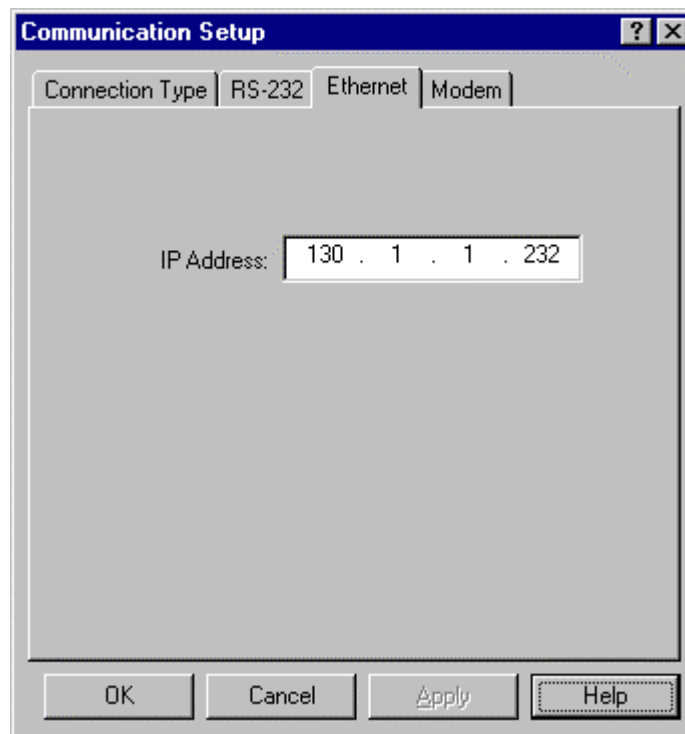 Communication Setup ? X
Connection Type RS-232 Ethernet Modem
IP Address: 130 . 1 . 1 . 232
OK Cancel Apply Help